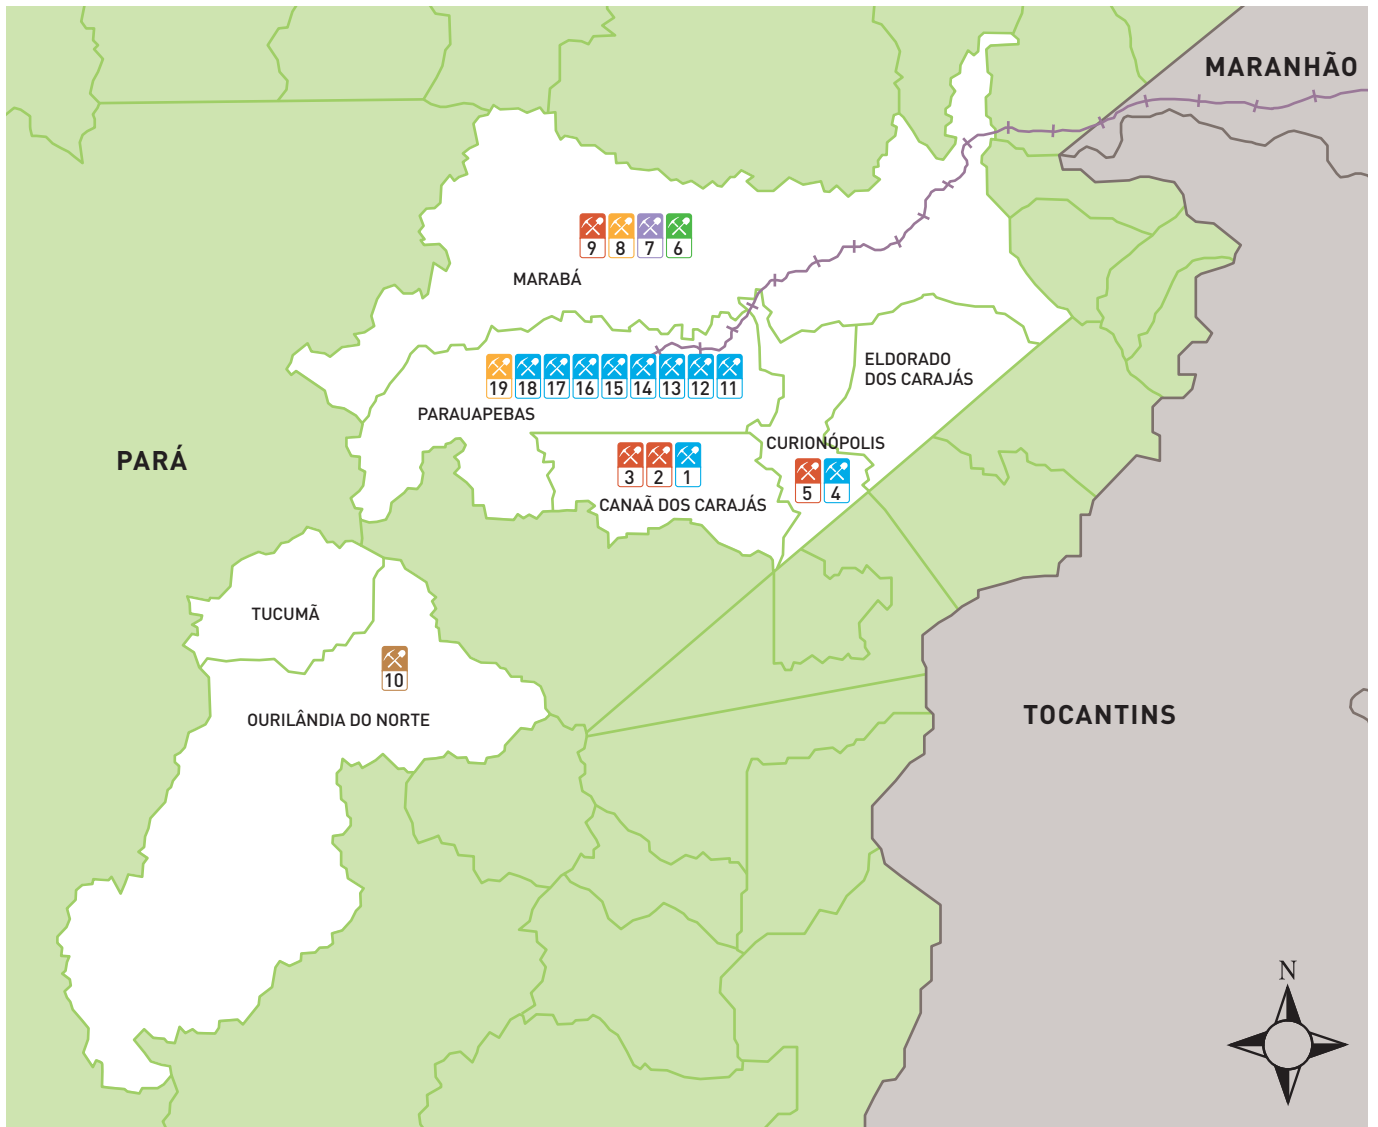 MARANHÃO
9 8 7 6
MARABÁ
19 18 17 16 15 14 13 12 11
ELDORADO
DOS CARAJÁS
PARAUAPEBAS
CURIONÓPOLIS
PARÁ
3 2 1
5 4
CANAÃ DOS CARAJÁS
TUCUMÃ
10
OURILÂNDIA DO NORTE
TOCANTINS
N